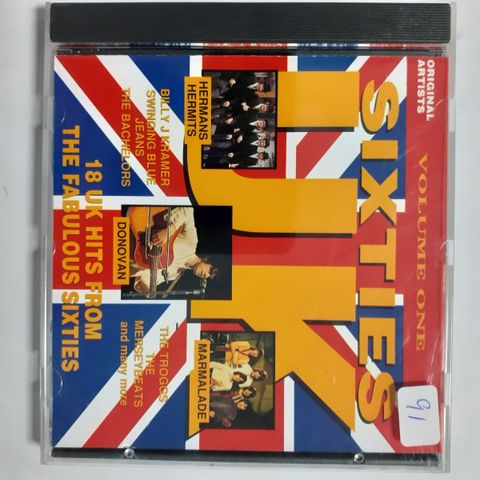 ORIGINAL
ARTISTS
VOLUME ONE
SIXTIES
UK
HERMANS
HERMITS
BILLY J KRAMER
SWINGING BLUE
JEANS
THE BACHELORS
DONOVAN
MARMALADE
THE TROGGS
THE
MERSEYBEATS
and many more
18 UK HITS FROM
THE FABULOUS SIXTIES
91